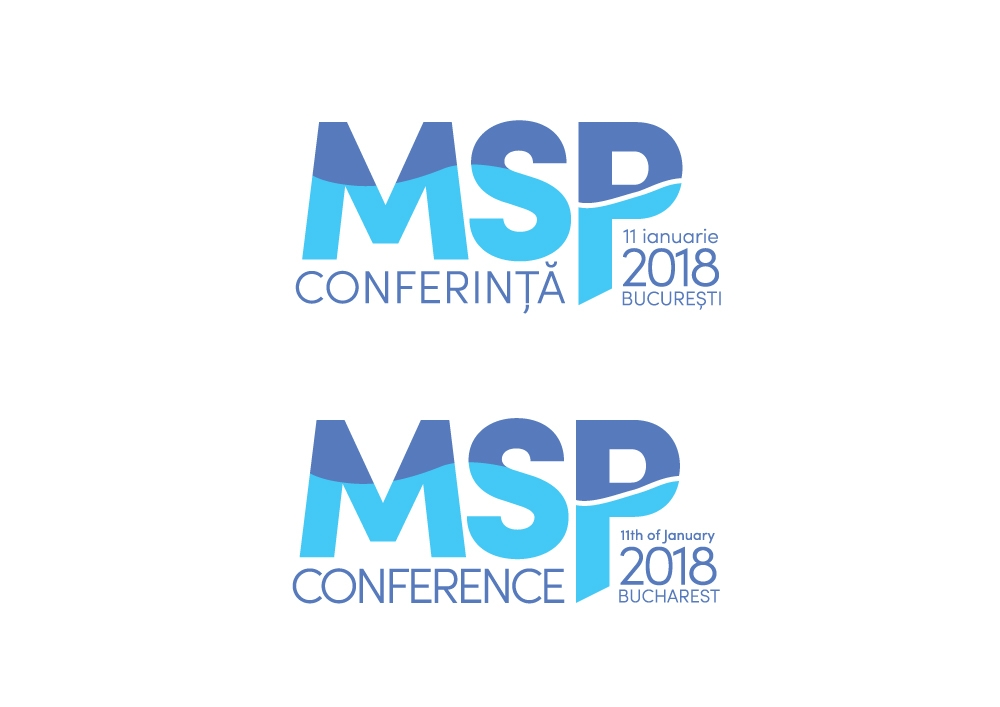 MSP
CONFERINȚĂ
11 ianuarie
2018
BUCUREȘTI
MSP
CONFERENCE
11th of January
2018
BUCHAREST